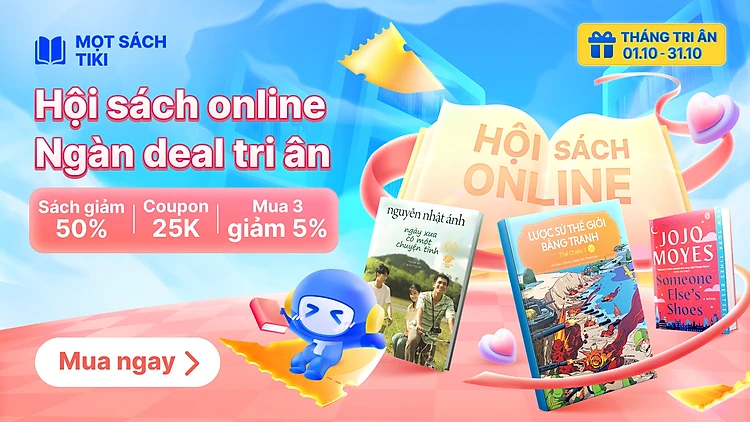 MỌT SÁCH
TIKI
THÁNG TRI ÂN
01.10 - 31.10
Hội sách online
Ngàn deal tri ân
Sách giảm
50%
Coupon
25K
Mua 3
giảm 5%
Mua ngay
HỘI SÁCH
ONLINE
nguyễn nhật ánh
ngày xưa
có một
chuyện tình
LƯỢC SỬ THẾ GIỚI
BẰNG TRANH
JOJO
MOYES
Someone
Else's
Shoes